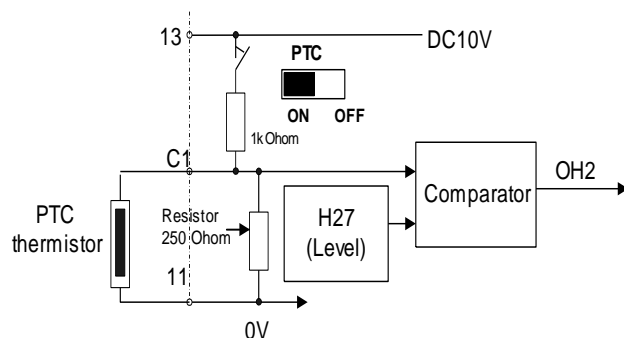 13
DC10V
PTC
ON OFF
1k Ohom
C1
PTC
thermistor
Resistor
250 Ohom
H27
(Level)
Comparator
OH2
11
0V